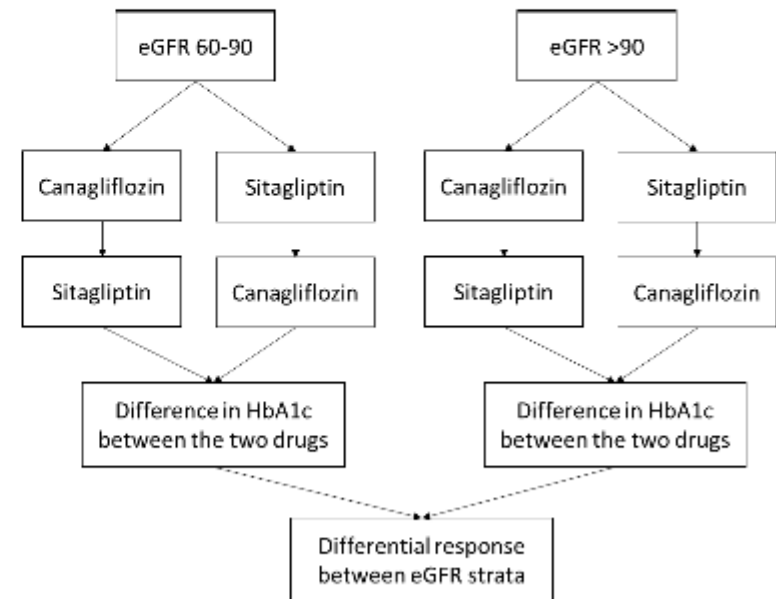 eGFR 60-90
eGFR >90
Canagliflozin
Sitagliptin
Canagliflozin
Sitagliptin
Sitagliptin
Canagliflozin
Sitagliptin
Canagliflozin
Difference in HbA1c
between the two drugs
Difference in HbA1c
between the two drugs
Differential response
between eGFR strata